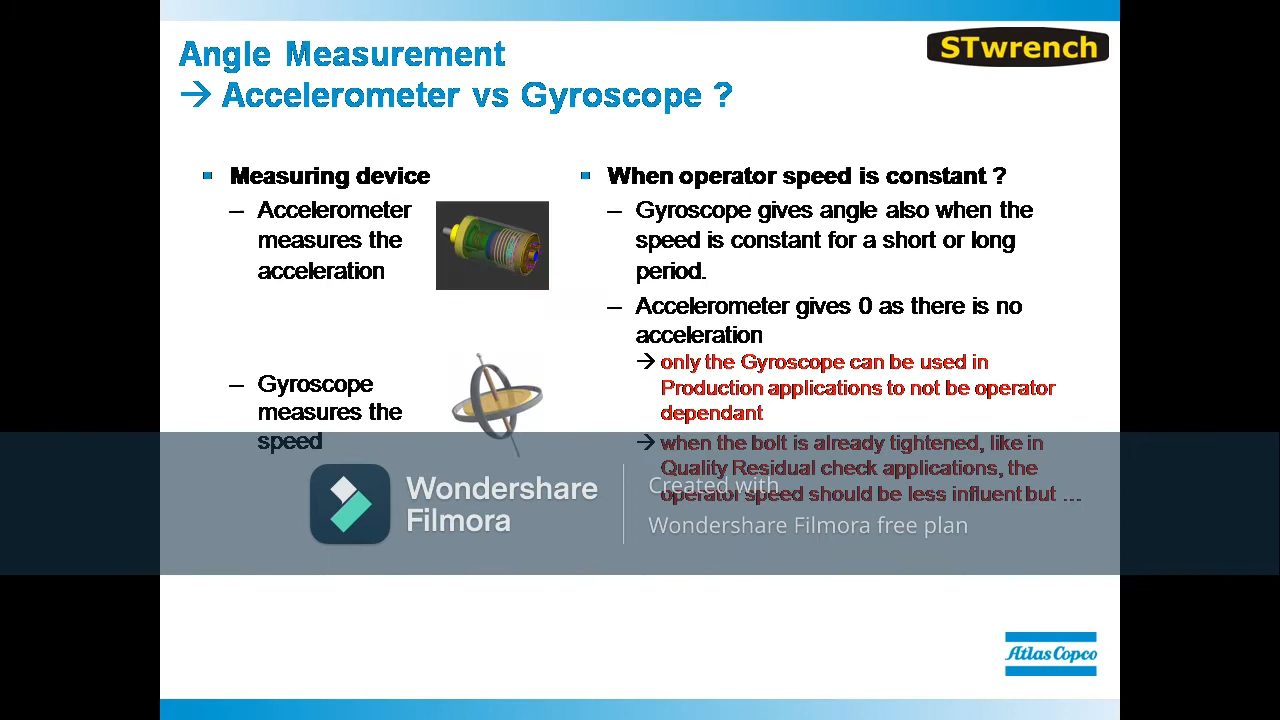 Angle Measurement
→ Accelerometer vs Gyroscope ?
STwrench
Measuring device
– Accelerometer
measures the
acceleration
– Gyroscope
measures the
speed
When operator speed is constant ?
– Gyroscope gives angle also when the
speed is constant for a short or long
period.
– Accelerometer gives 0 as there is no
acceleration
→ only the Gyroscope can be used in
Production applications to not be operator
dependant
→ when the bolt is already tightened, like in
Quality Residual check applications, the
operator speed should be less influent but ...
Wondershare
Filmora
Created with
Wondershare Filmora free plan
Atlas Copco